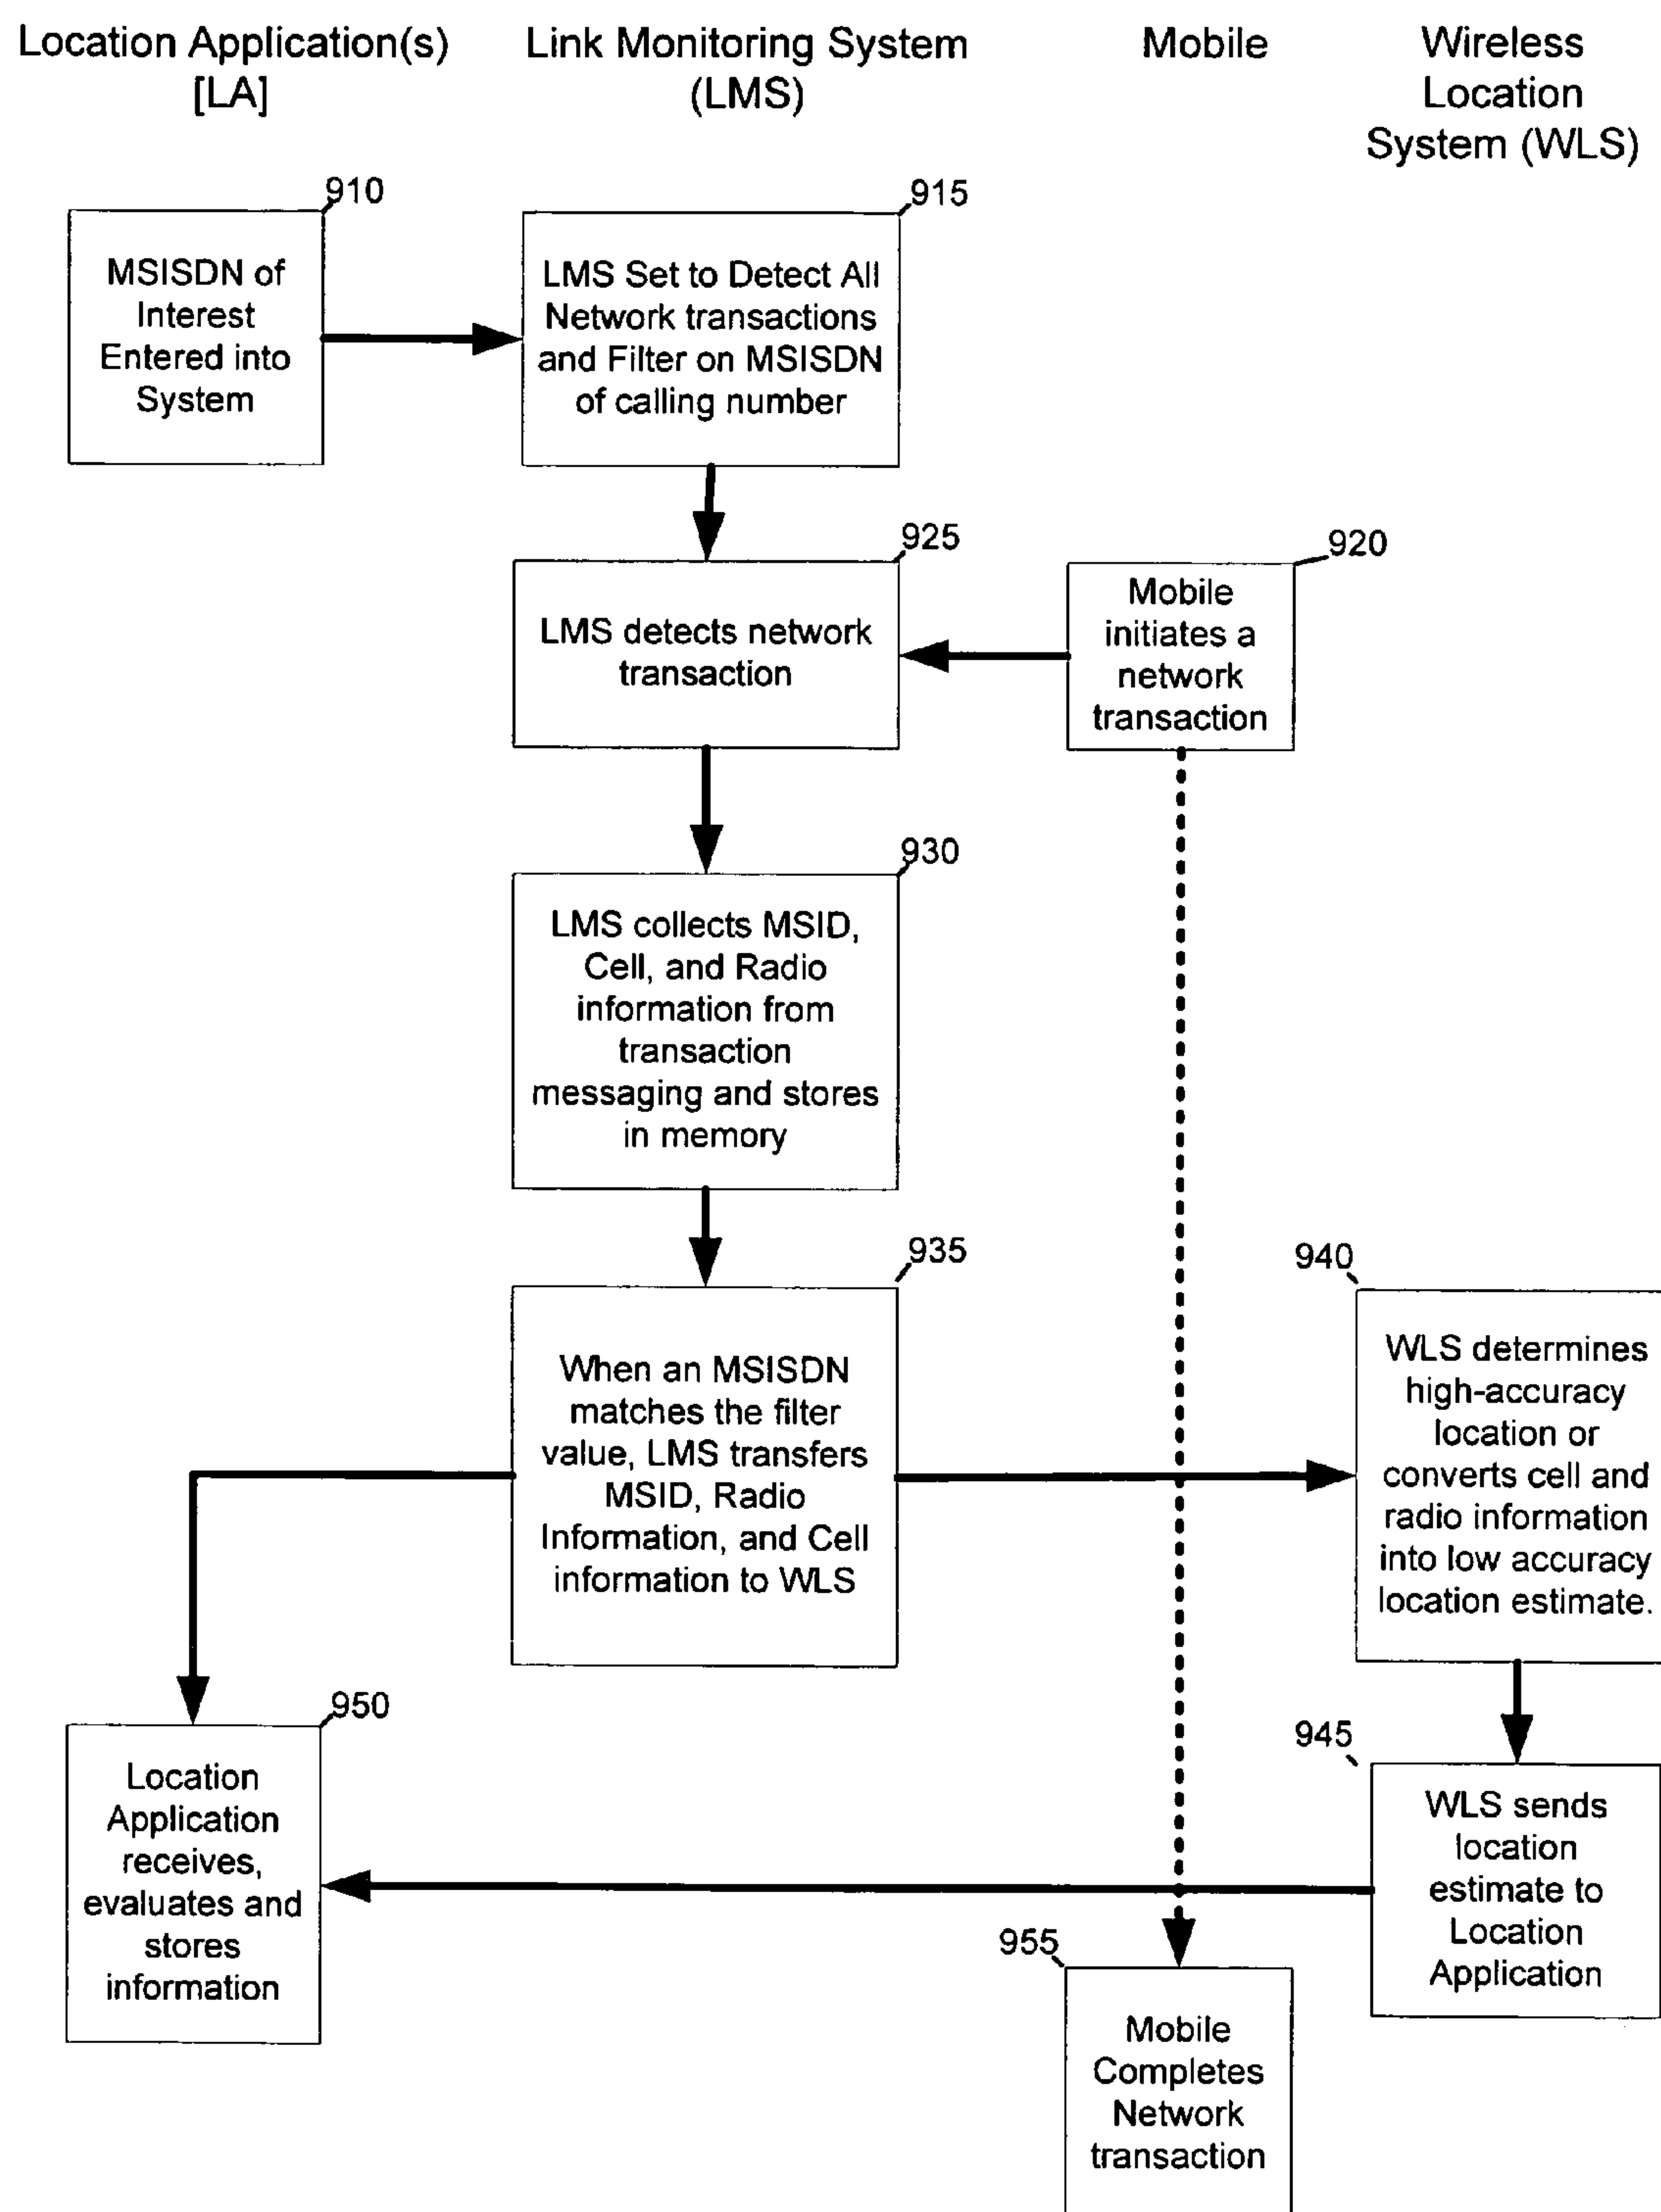 Location Application(s)
[LA]
Link Monitoring System
(LMS)
Mobile
Wireless
Location
System (WLS)
910
MSISDN of
Interest
Entered into
System
915
LMS Set to Detect All
Network transactions
and Filter on MSISDN
of calling number
925
LMS detects network
transaction
920
Mobile
initiates a
network
transaction
930
LMS collects MSID,
Cell, and Radio
information from
transaction
messaging and stores
in memory
935
When an MSISDN
matches the filter
value, LMS transfers
MSID, Radio
Information, and Cell
information to WLS
940
WLS determines
high-accuracy
location or
converts cell and
radio information
into low accuracy
location estimate.
950
Location
Application
receives,
evaluates and
stores
information
945
WLS sends
location
estimate to
Location
Application
955
Mobile
Completes
Network
transaction